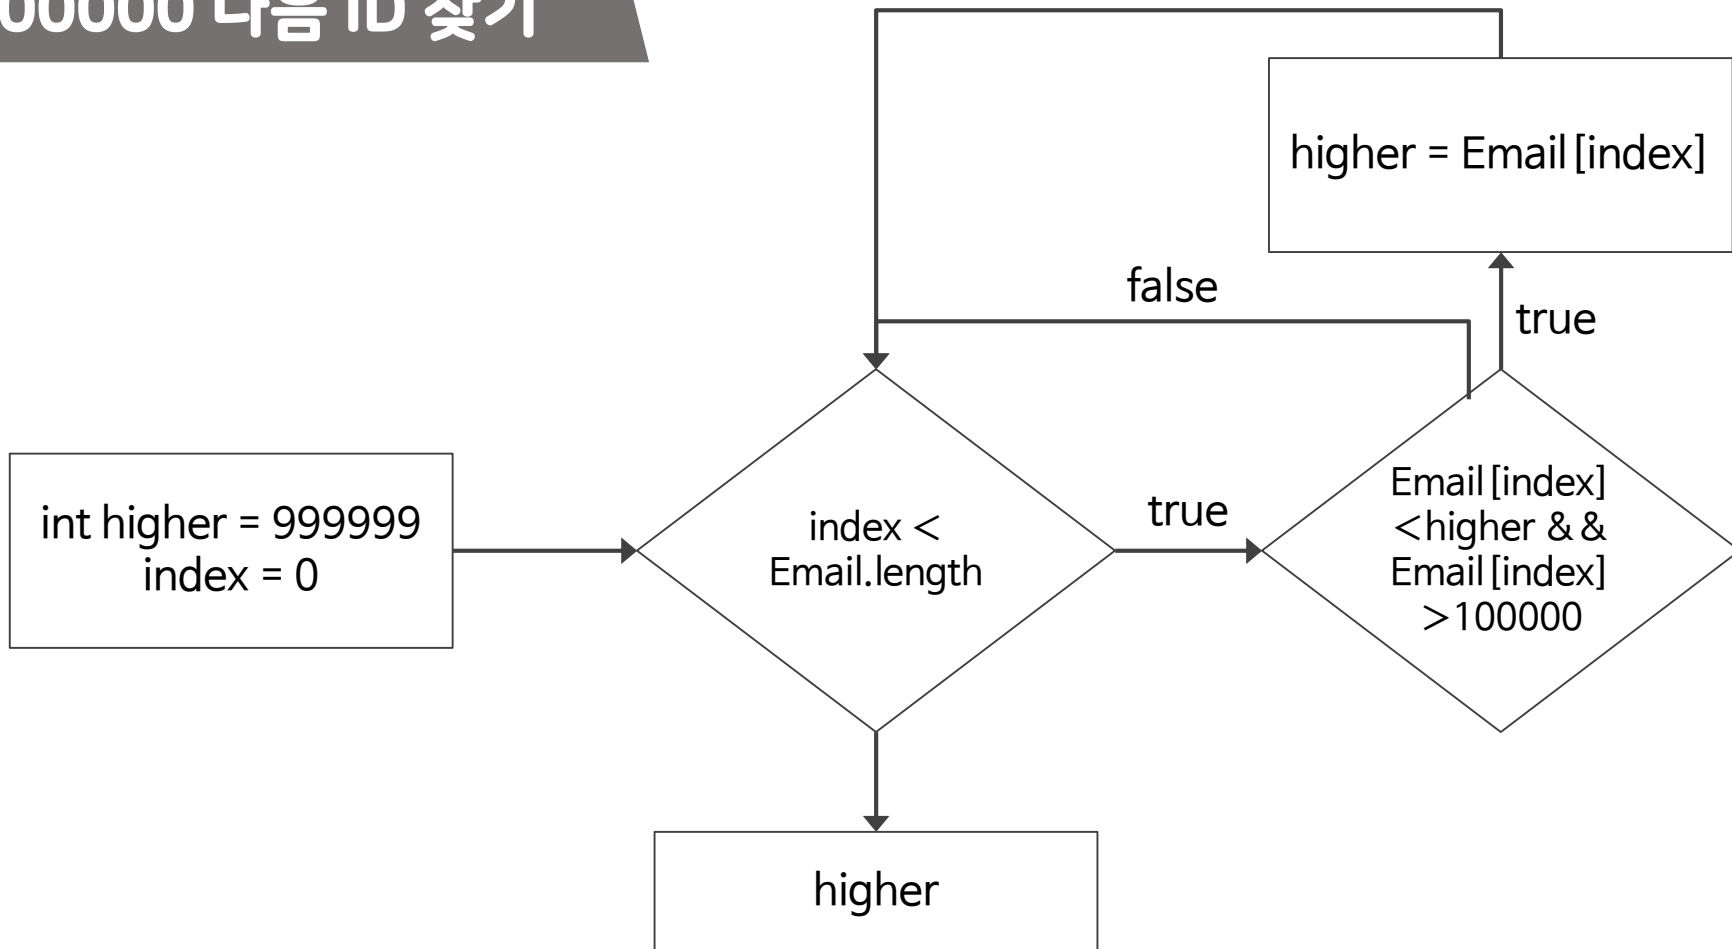 00000 다음 ID 찾기
higher = Email[index]
false
true
int higher = 999999
index = 0
index <
Email.length
true
Email[index]
<higher &&
Email[index]
>100000
higher